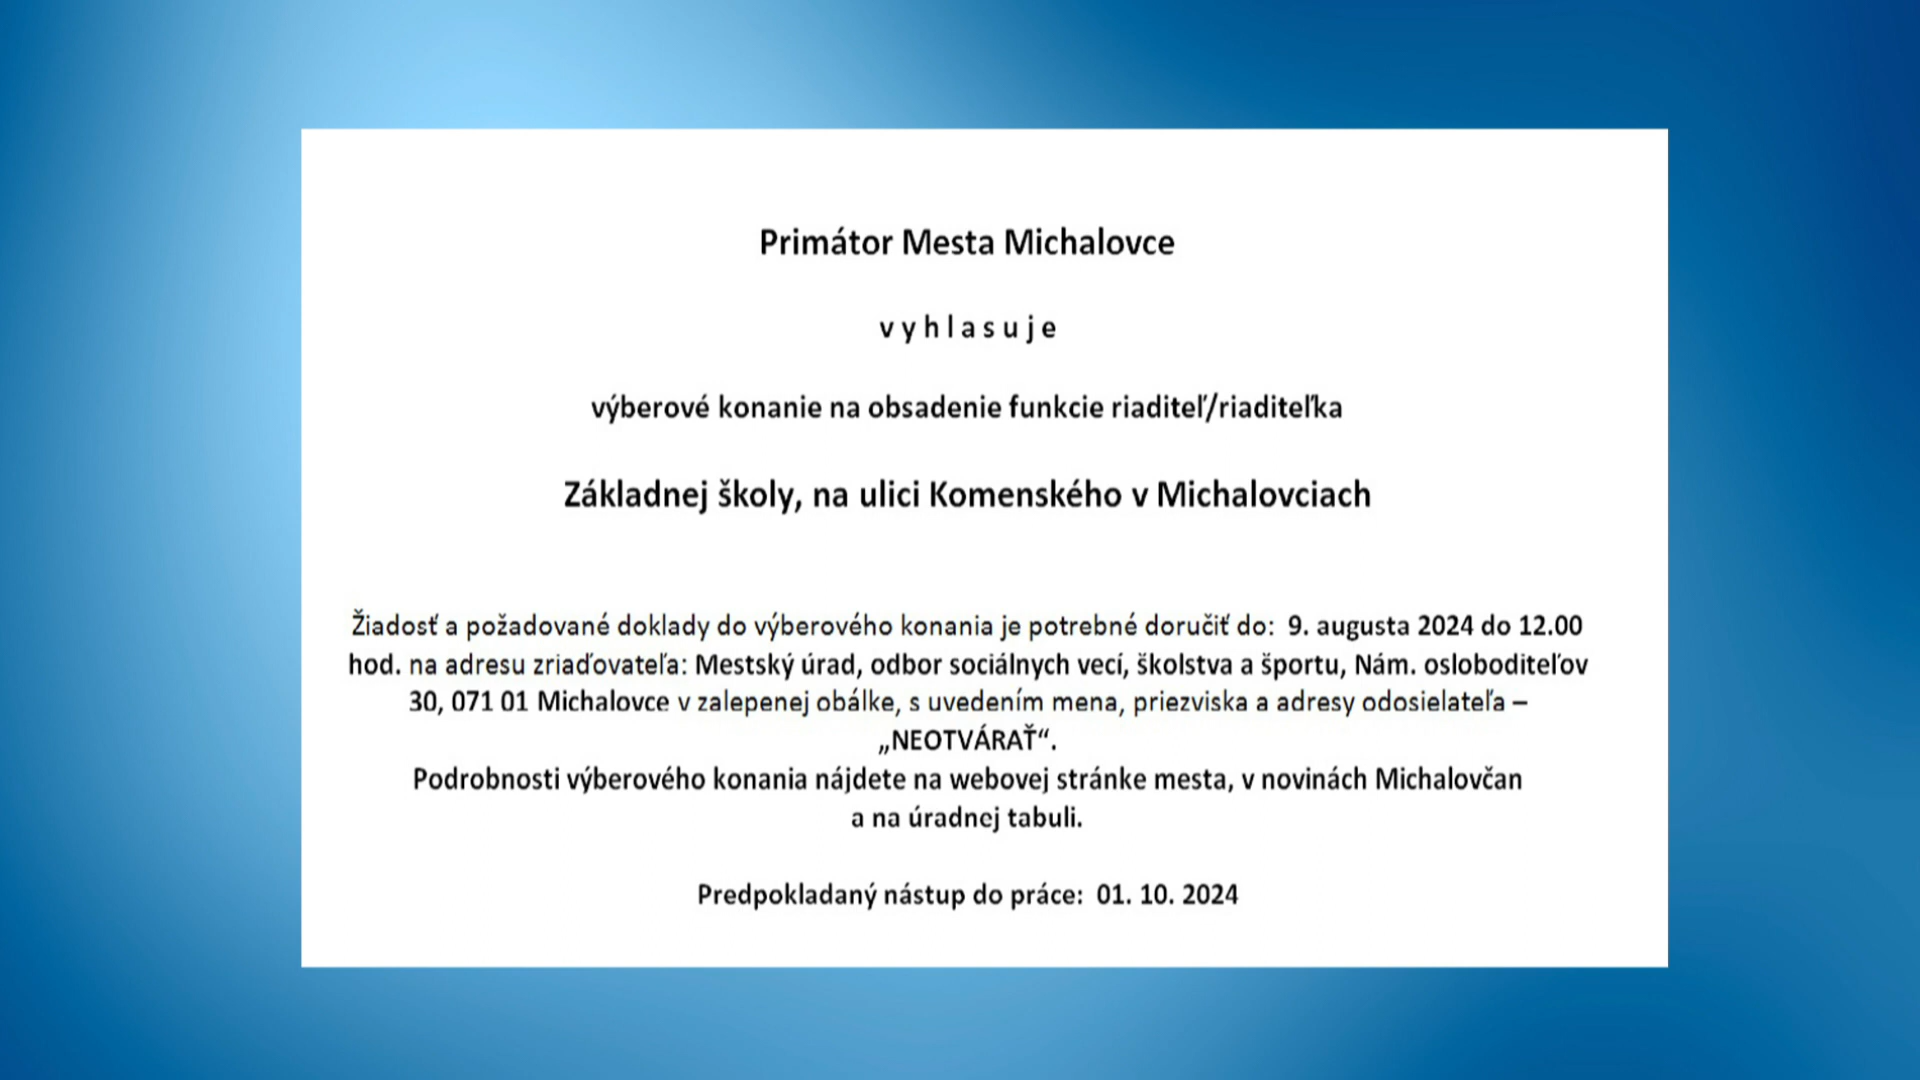 Primátor Mesta Michalovce
v y h l a s u j e
výberové konanie na obsadenie funkcie riaditeľ/riaditeľka
Základnej školy, na ulici Komenského v Michalovciach
Žiadosť a požadované doklady do výberového konania je potrebné doručiť do: 9. augusta 2024 do 12.00
hod. na adresu zriaďovateľa: Mestský úrad, odbor sociálnych vecí, školstva a športu, Nám. osloboditeľov
30, 071 01 Michalovce v zalepenej obálke, s uvedením mena, priezviska a adresy odosielateľa –
„NEOTVÁRAŤ“.
Podrobnosti výberového konania nájdete na webovej stránke mesta, v novinách Michalovčan
a na úradnej tabuli.
Predpokladaný nástup do práce: 01. 10. 2024